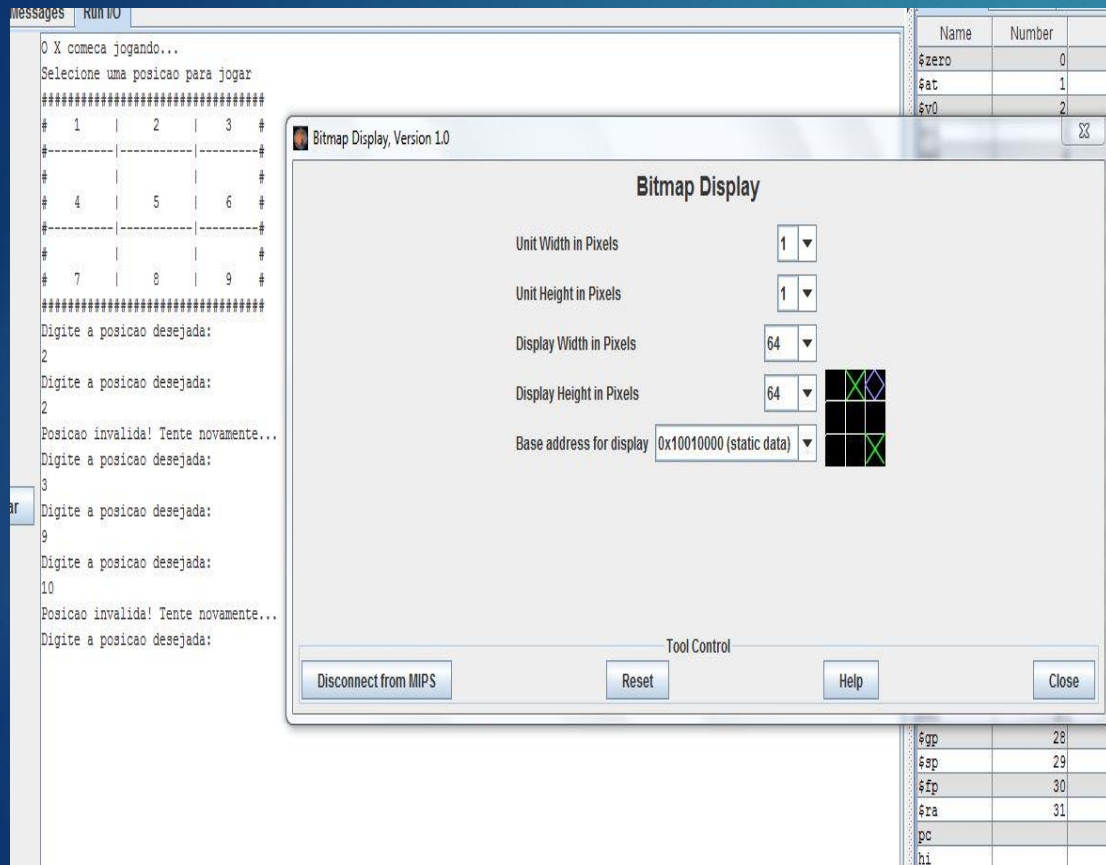 Messages Run I/O
O X comeca jogando...
Selecione uma posicao para jogar
##################################
# 1 | 2 | 3 #
#----------|-----------|---------#
# | | #
# 4 | 5 | 6 #
#----------|-----------|---------#
# | | #
# 7 | 8 | 9 #
##################################
Digite a posicao desejada:
2
Digite a posicao desejada:
2
Posicao invalida! Tente novamente...
Digite a posicao desejada:
3
Digite a posicao desejada:
9
Digite a posicao desejada:
10
Posicao invalida! Tente novamente...
Digite a posicao desejada:
Bitmap Display, Version 1.0
Bitmap Display
Unit Width in Pixels 1
Unit Height in Pixels 1
Display Width in Pixels 64
Display Height in Pixels 64
Base address for display 0x10010000 (static data)
Tool Control
Disconnect from MIPS Reset Help Close
Name Number
$zero 0
$at 1
$v0 2
$gp 28
$sp 29
$fp 30
$ra 31
pc
hi